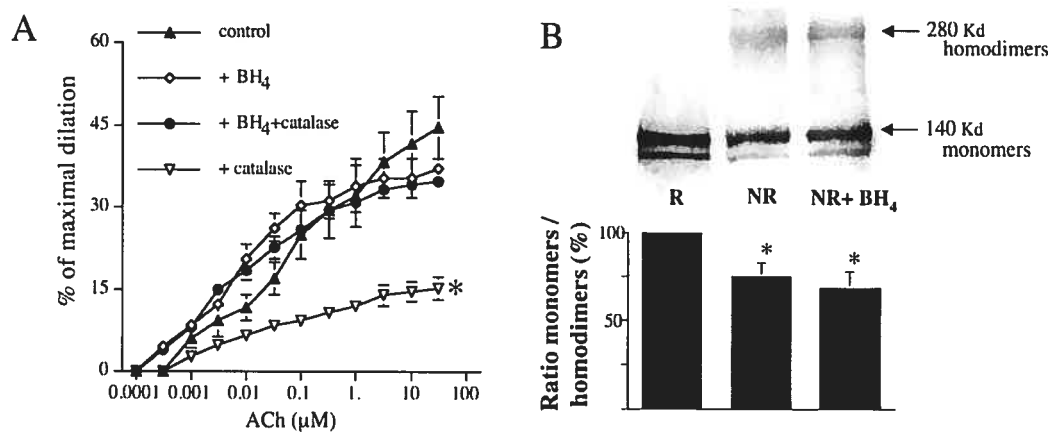 A
60
45
30
15
0
% of maximal dilation
control
+ BH4
+ BH4+catalase
+ catalase
*
0.0001 0.001 0.01 0.1 1. 10 100
ACh (µM)
B
280 Kd
homodimers
140 Kd
monomers
R NR NR+ BH4
100
50
Ratio monomers /
homodimers (%)
* *